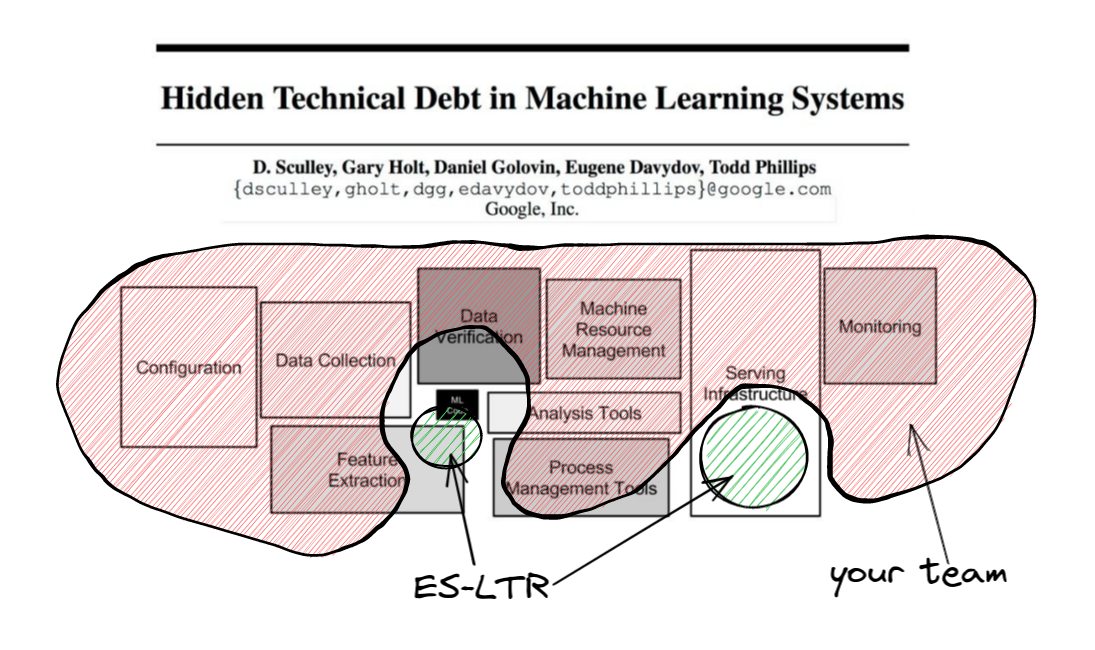 Hidden Technical Debt in Machine Learning Systems
D. Sculley, Gary Holt, Daniel Golovin, Eugene Davydov, Todd Phillips
{dsculley,gholt,dgg,edavydov,toddphillips}@google.com
Google, Inc.
Configuration
Data Collection
Data
Verification
Machine
Resource
Management
Serving
Infrastructure
Monitoring
ML
Analysis Tools
Feature
Extraction
Process
Management Tools
ES-LTR
your team